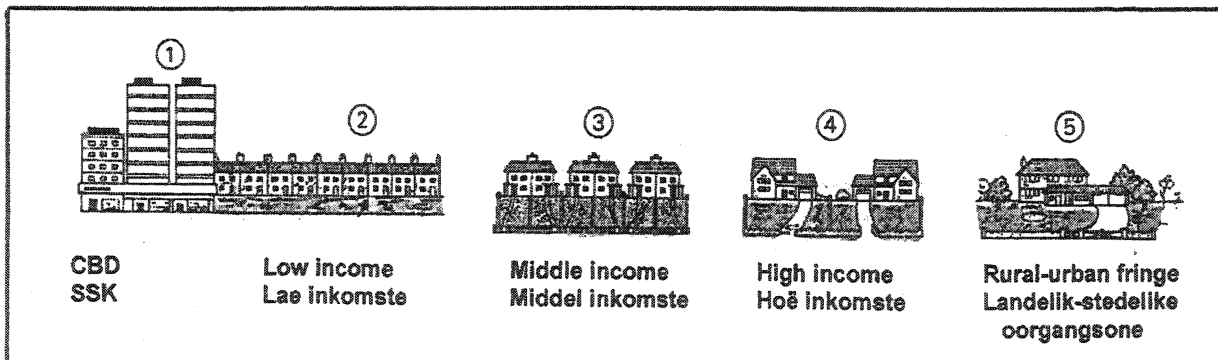 ①
②
③
④
⑤
CBD
SSK
Low income
Lae inkomste
Middle income
Middel inkomste
High income
Hoë inkomste
Rural-urban fringe
Landelik-stedelike
oorgangsone